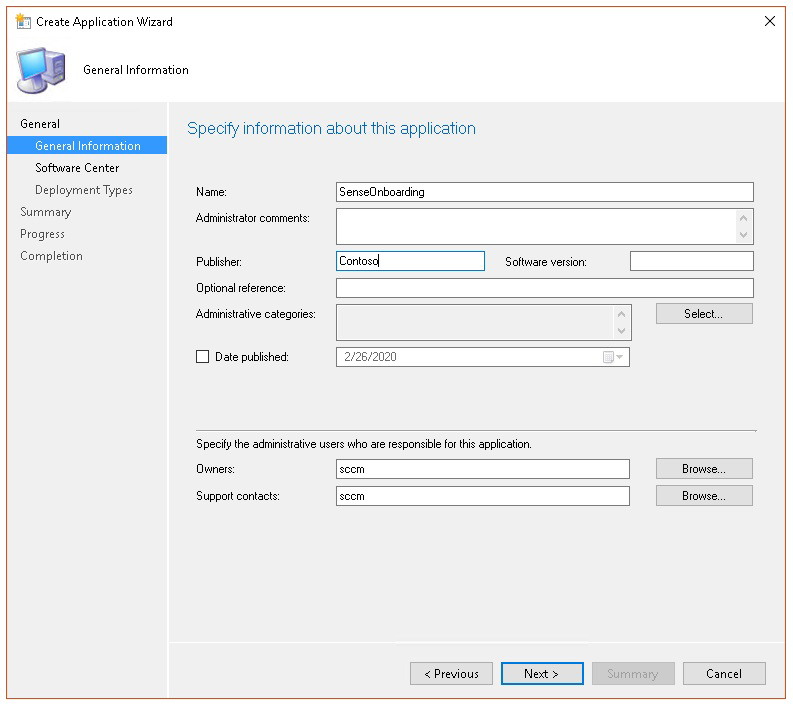 Create Application Wizard
General Information
General
General Information
Software Center
Deployment Types
Summary
Progress
Completion
Specify information about this application
Name: SenseOnboarding
Administrator comments:
Publisher: Contoso Software version:
Optional reference:
Administrative categories: Select...
Date published: 2/26/2020
Specify the administrative users who are responsible for this application.
Owners: sccm Browse...
Support contacts: sccm Browse...
< Previous Next > Summary Cancel